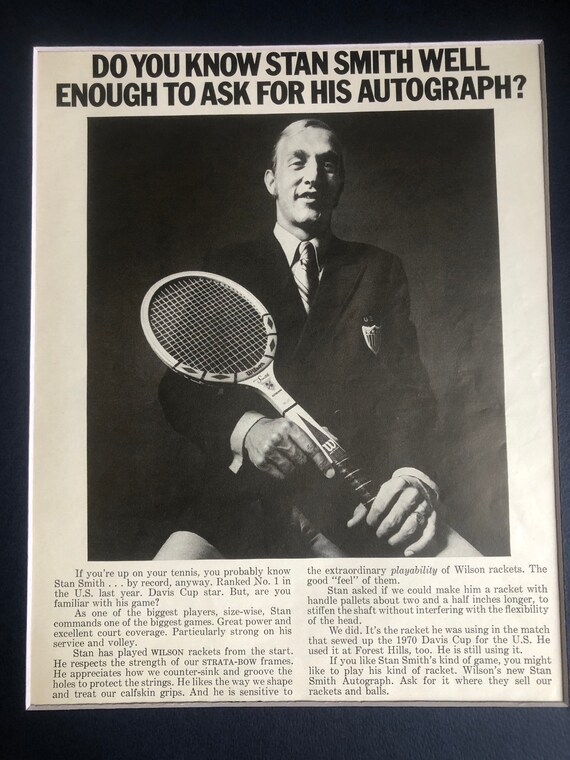 DO YOU KNOW STAN SMITH WELL
ENOUGH TO ASK FOR HIS AUTOGRAPH?
Wilson
W
If you're up on your tennis, you probably know
Stan Smith . . . by record, anyway. Ranked No. 1 in
the U.S. last year. Davis Cup star. But, are you
familiar with his game?
As one of the biggest players, size-wise, Stan
commands one of the biggest games. Great power and
excellent court coverage. Particularly strong on his
service and volley.
Stan has played WILSON rackets from the start.
He respects the strength of our STRATA-BOW frames.
He appreciates how we counter-sink and groove the
holes to protect the strings. He likes the way we shape
and treat our calfskin grips. And he is sensitive to
the extraordinary playability of Wilson rackets. The
good "feel" of them.
Stan asked if we could make him a racket with
handle pallets about two and a half inches longer, to
stiffen the shaft without interfering with the flexibility
of the head.
We did. It's the racket he was using in the match
that sewed up the 1970 Davis Cup for the U.S. He
used it at Forest Hills, too. He is still using it.
If you like Stan Smith's kind of game, you might
like to play his kind of racket. Wilson's new Stan
Smith Autograph. Ask for it where they sell our
rackets and balls.